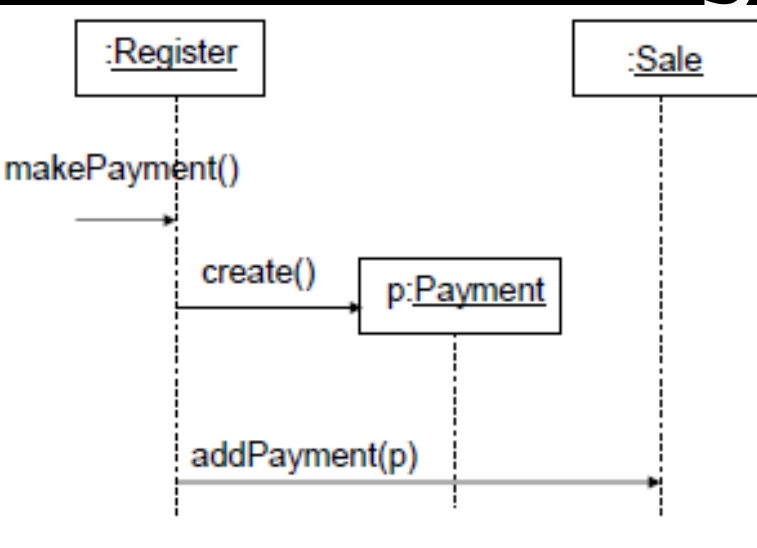 :Register
:Sale
makePayment()
create()
p:Payment
addPayment(p)